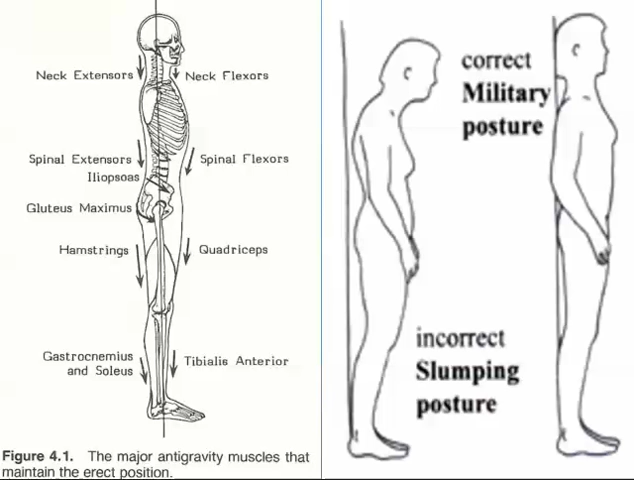 Neck Extensors
Neck Flexors
Spinal Extensors
Spinal Flexors
Iliopsoas
Gluteus Maximus
Hamstrings
Quadriceps
Gastrocnemius
and Soleus
Tibialis Anterior
Figure 4.1. The major antigravity muscles that
maintain the erect position.
correct
Military
posture
incorrect
Slumping
posture